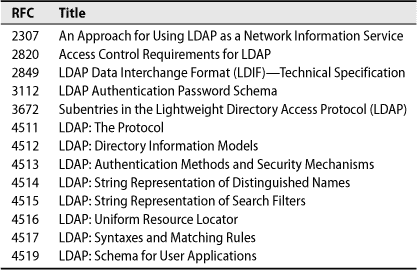 RFC Title
2307 An Approach for Using LDAP as a Network Information Service
2820 Access Control Requirements for LDAP
2849 LDAP Data Interchange Format (LDIF)—Technical Specification
3112 LDAP Authentication Password Schema
3672 Subentries in the Lightweight Directory Access Protocol (LDAP)
4511 LDAP: The Protocol
4512 LDAP: Directory Information Models
4513 LDAP: Authentication Methods and Security Mechanisms
4514 LDAP: String Representation of Distinguished Names
4515 LDAP: String Representation of Search Filters
4516 LDAP: Uniform Resource Locator
4517 LDAP: Syntaxes and Matching Rules
4519 LDAP: Schema for User Applications